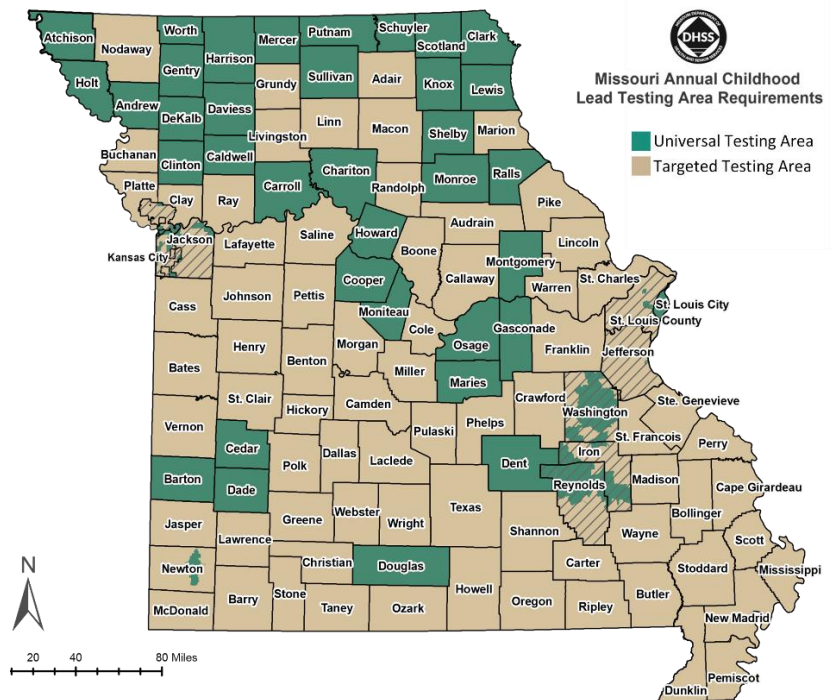 DHSS
Missouri Annual Childhood
Lead Testing Area Requirements
Universal Testing Area
Targeted Testing Area
Atchison
Nodaway
Worth
Harrison
Mercer
Putnam
Schuyler
Scotland
Clark
Holt
Gentry
Sullivan
Adair
Knox
Lewis
Grundy
Andrew
DeKalb
Daviess
Livingston
Linn
Macon
Shelby
Marion
Buchanan
Clinton
Caldwell
Carroll
Chariton
Randolph
Monroe
Ralls
Platte
Clay
Ray
Pike
Kansas City
Jackson
Lafayette
Saline
Howard
Boone
Audrain
Callaway
Montgomery
Lincoln
Warren
St. Charles
Cass
Johnson
Pettis
Cooper
Moniteau
Cole
Osage
Gasconade
Franklin
St. Louis City
St. Louis County
Jefferson
Bates
Henry
Benton
Morgan
Miller
Maries
Vernon
St. Clair
Hickory
Camden
Pulaski
Phelps
Crawford
Washington
Ste. Genevieve
St. Francois
Perry
Cedar
Polk
Dallas
Laclede
Dent
Iron
Reynolds
Madison
Cape Girardeau
Bollinger
Barton
Dade
Jasper
Lawrence
Greene
Webster
Wright
Texas
Shannon
Wayne
Scott
Mississippi
Stoddard
Newton
Christian
Douglas
Howell
Carter
Butler
McDonald
Barry
Stone
Taney
Ozark
Oregon
Ripley
New Madrid
Pemiscot
Dunklin
N
20 40 80 Miles